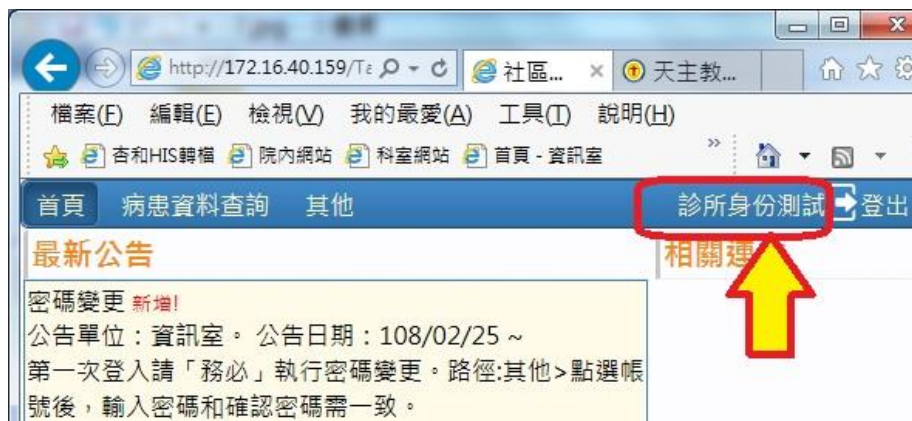 http://172.16.40.159/Te
社區...
天主教...
檔案(F) 編輯(E) 檢視(V) 我的最愛(A) 工具(T) 說明(H)
杏和HIS轉檔 院內網站 科室網站 首頁 - 資訊室
首頁 病患資料查詢 其他 診所身份測試 登出
最新公告
相關連
密碼變更 新增!
公告單位：資訊室。 公告日期：108/02/25 ~
第一次登入請「務必」執行密碼變更。路徑:其他>點選帳
號後，輸入密碼和確認密碼需一致。